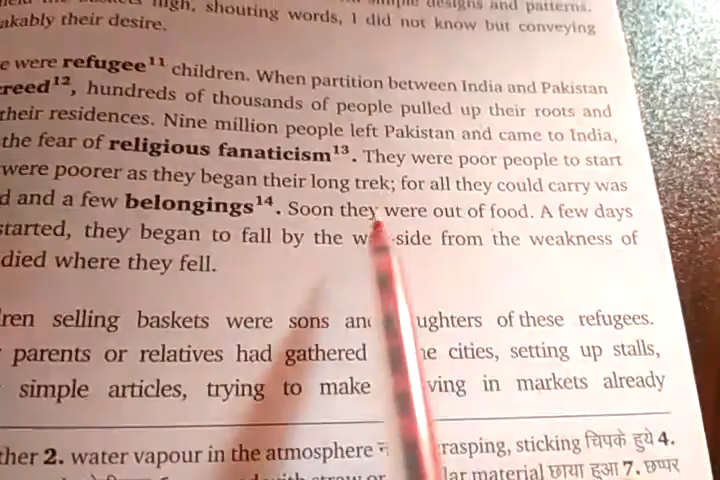 high, shouting words, I did not know but conveying
akably their desire.
e were refugee¹¹ children. When partition between India and Pakistan
reed¹², hundreds of thousands of people pulled up their roots and
their residences. Nine million people left Pakistan and came to India,
the fear of religious fanaticism¹³. They were poor people to start
were poorer as they began their long trek; for all they could carry was
d and a few belongings¹⁴. Soon they were out of food. A few days
started, they began to fall by the w side from the weakness of
died where they fell.
ren selling baskets were sons an ughters of these refugees.
parents or relatives had gathered e cities, setting up stalls,
simple articles, trying to make ving in markets already
ther 2. water vapour in the atmosphere rasping, sticking चिपके हुये 4.
lar material छाया हुआ 7. छप्पर